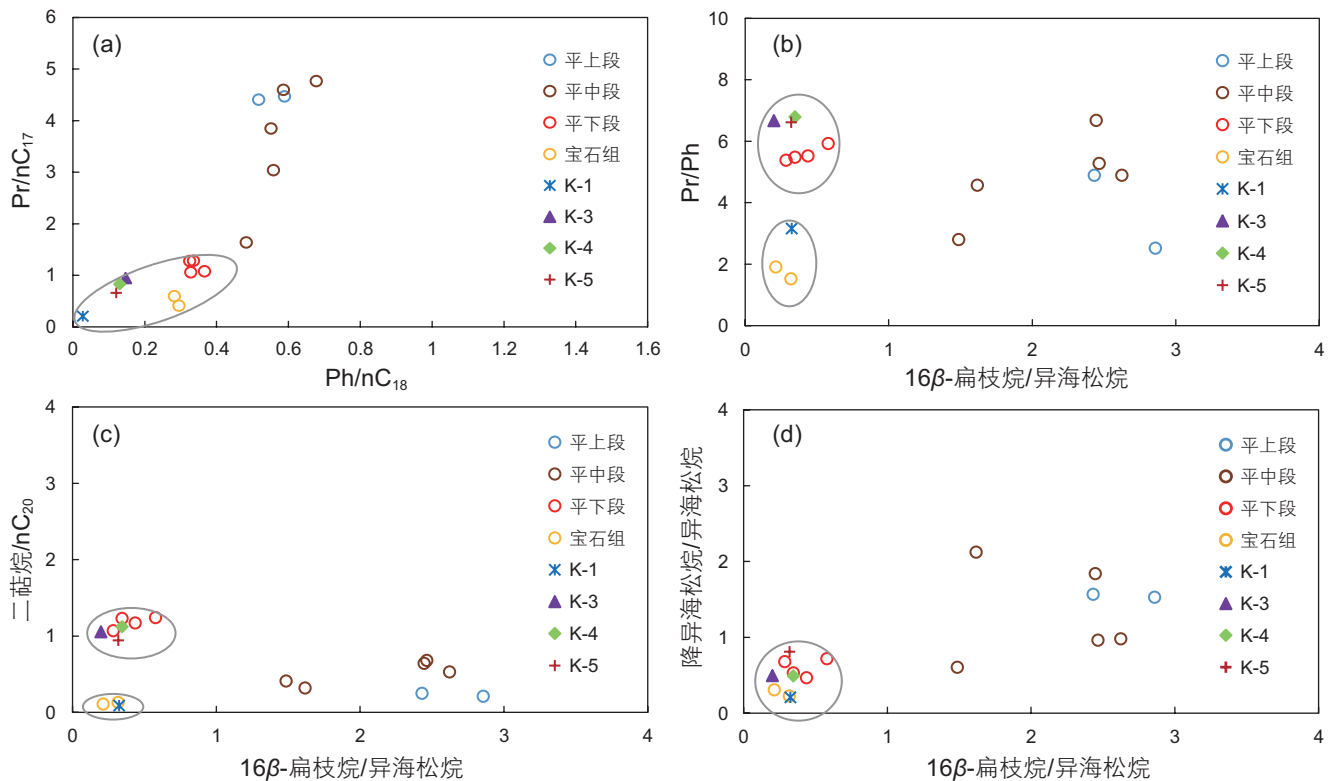 (a)
6
5
4
3
2
1
0
Pr/nC₁₇
0 0.2 0.4 0.6 0.8 1 1.2 1.4 1.6
Ph/nC₁₈
平上段
平中段
平下段
宝石组
K-1
K-3
K-4
K-5
(b)
10
8
6
4
2
0
Pr/Ph
0 1 2 3 4
16β-扁枝烷/异海松烷
平上段
平中段
平下段
宝石组
K-1
K-3
K-4
K-5
(c)
4
3
2
1
0
二萜烷/nC₂₀
0 1 2 3 4
16β-扁枝烷/异海松烷
平上段
平中段
平下段
宝石组
K-1
K-3
K-4
K-5
(d)
4
3
2
1
0
降异海松烷/异海松烷
0 1 2 3 4
16β-扁枝烷/异海松烷
平上段
平中段
平下段
宝石组
K-1
K-3
K-4
K-5